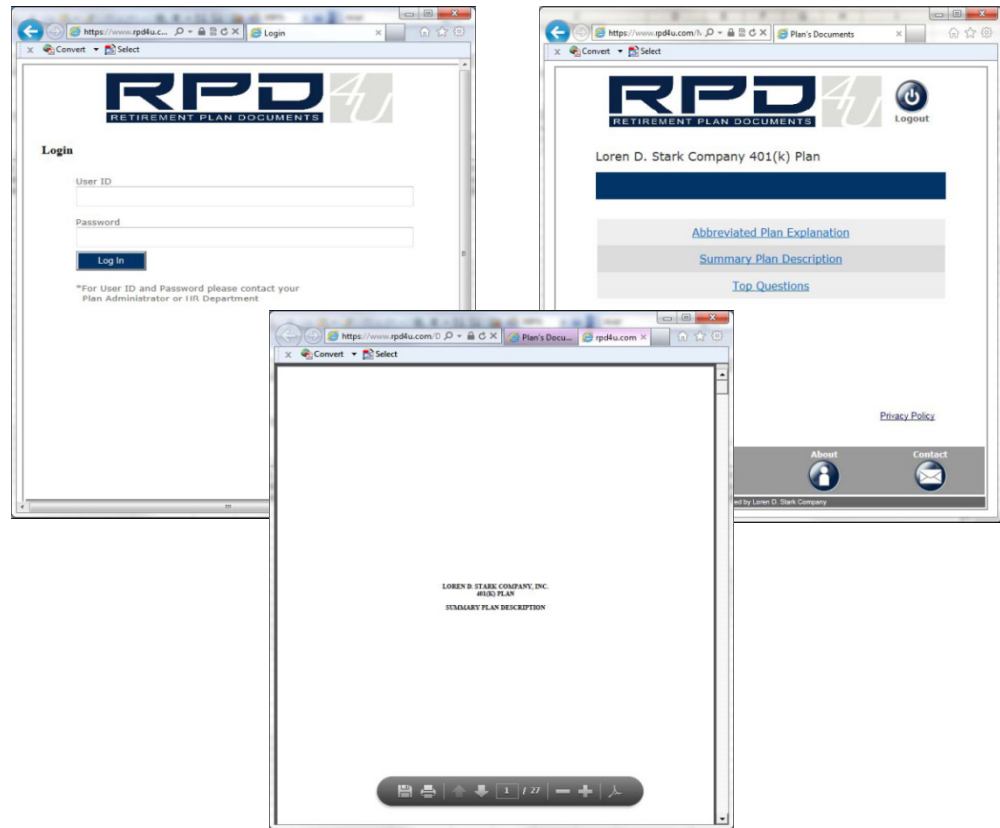 https://www.rpd4u.c...
Login
Convert
Select
RPD4U
RETIREMENT PLAN DOCUMENTS
Login
User ID
Password
Log In
*For User ID and Password please contact your
Plan Administrator or HR Department
https://www.rpd4u.com/
Plan's Documents
Convert
Select
RPD4U
RETIREMENT PLAN DOCUMENTS
Logout
Loren D. Stark Company 401(k) Plan
Abbreviated Plan Explanation
Summary Plan Description
Top Questions
Privacy Policy
About
Contact
ed by Loren D. Stark Company
https://www.rpd4u.com/D
Plan's Docu...
rpd4u.com
Convert
Select
LOREN D. STARK COMPANY, INC.
401(K) PLAN
SUMMARY PLAN DESCRIPTION
1 / 27